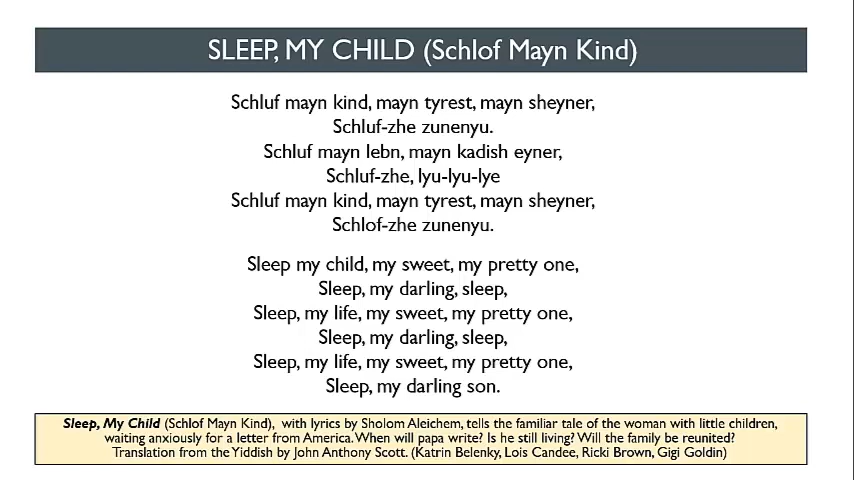 SLEEP, MY CHILD (Schlof Mayn Kind)
Schluf mayn kind, mayn tyrest, mayn sheyner,
Schluf-zhe zunenyu.
Schluf mayn lebn, mayn kadish eyner,
Schluf-zhe, lyu-lyu-lye
Schluf mayn kind, mayn tyrest, mayn sheyner,
Schlof-zhe zunenyu.
Sleep my child, my sweet, my pretty one,
Sleep, my darling, sleep,
Sleep, my life, my sweet, my pretty one,
Sleep, my darling, sleep,
Sleep, my life, my sweet, my pretty one,
Sleep, my darling son.
Sleep, My Child (Schlof Mayn Kind),  with lyrics by Sholom Aleichem, tells the familiar tale of the woman with little children,
waiting anxiously for a letter from America. When will papa write? Is he still living? Will the family be reunited?
Translation from the Yiddish by John Anthony Scott. (Katrin Belenky, Lois Candee, Ricki Brown, Gigi Goldin)